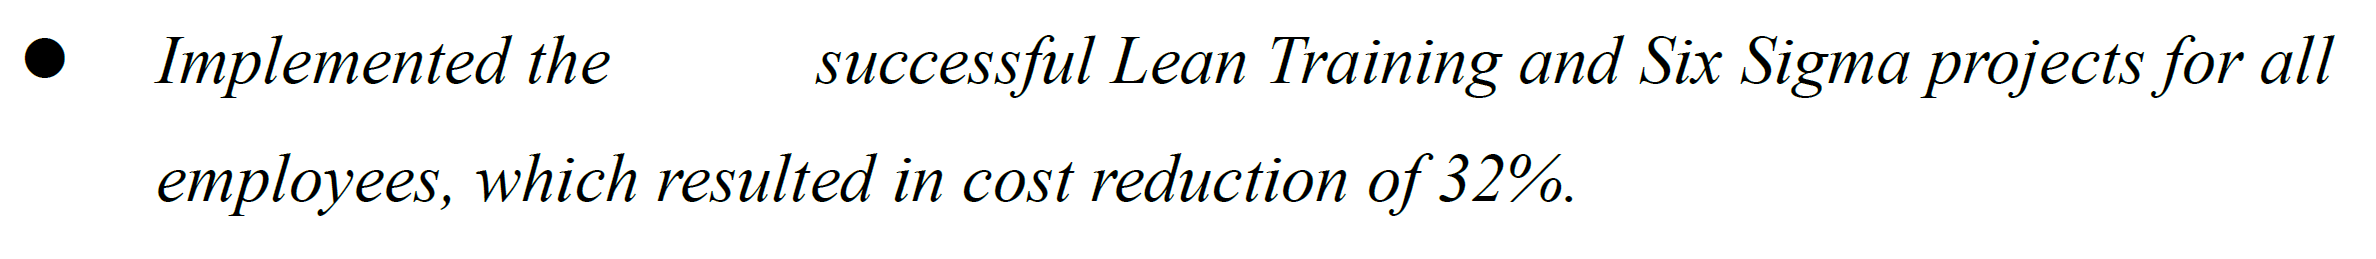 ● Implemented the successful Lean Training and Six Sigma projects for all
employees, which resulted in cost reduction of 32%.